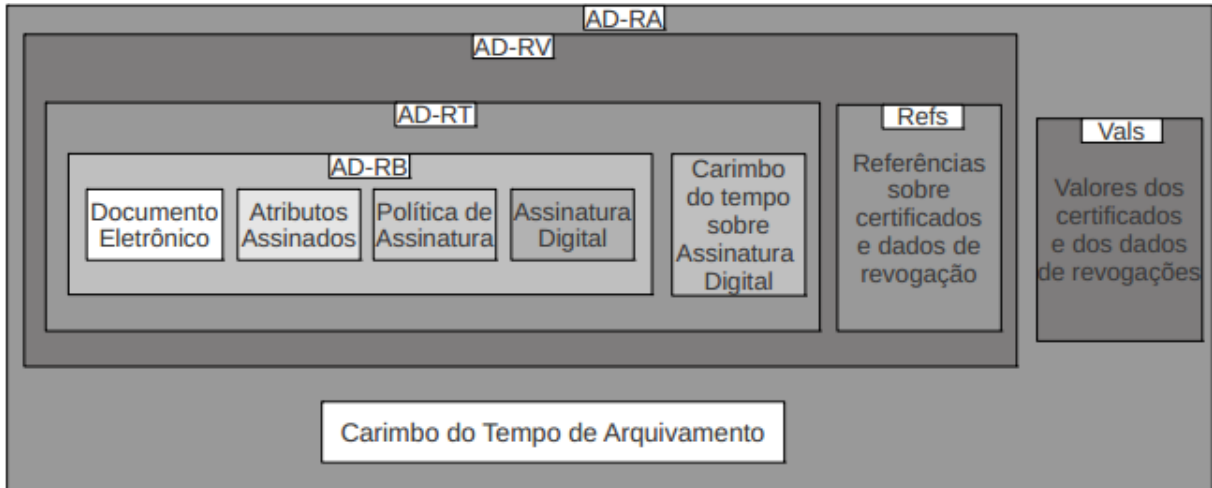 AD-RA
AD-RV
AD-RT
Refs
Vals
AD-RB
Documento
Eletrônico
Atributos
Assinados
Política de
Assinatura
Assinatura
Digital
Carimbo
do tempo
sobre
Assinatura
Digital
Referências
sobre
certificados
e dados de
revogação
Valores dos
certificados
e dos dados
de revogações
Carimbo do Tempo de Arquivamento